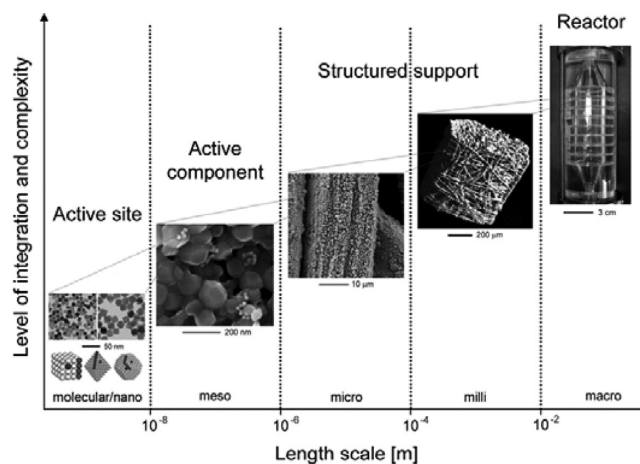 Reactor
Structured support
Active
component
Active site
3 cm
200 μm
10 μm
200 nm
50 nm
molecular/nano
meso
micro
milli
macro
10-8
10-6
10-4
10-2
Length scale [m]
Level of integration and complexity